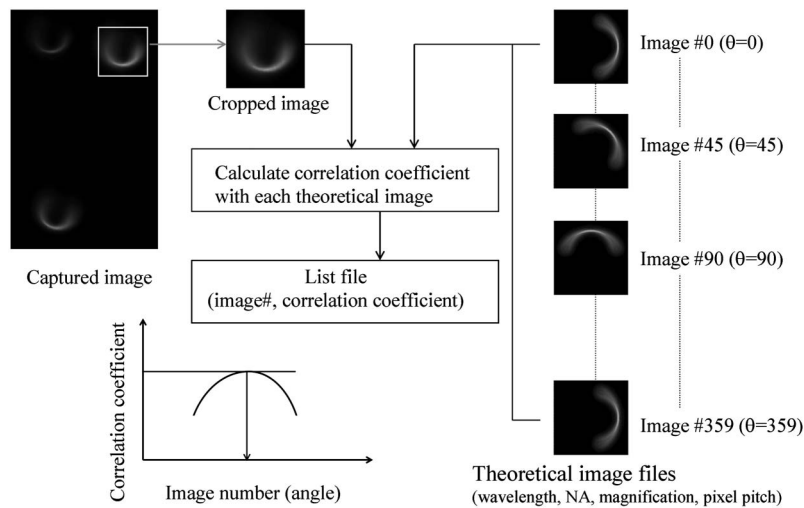 Captured image
Cropped image
Calculate correlation coefficient
with each theoretical image
List file
(image#, correlation coefficient)
Correlation coefficient
Image number (angle)
Image #0 (θ=0)
Image #45 (θ=45)
Image #90 (θ=90)
Image #359 (θ=359)
Theoretical image files
(wavelength, NA, magnification, pixel pitch)